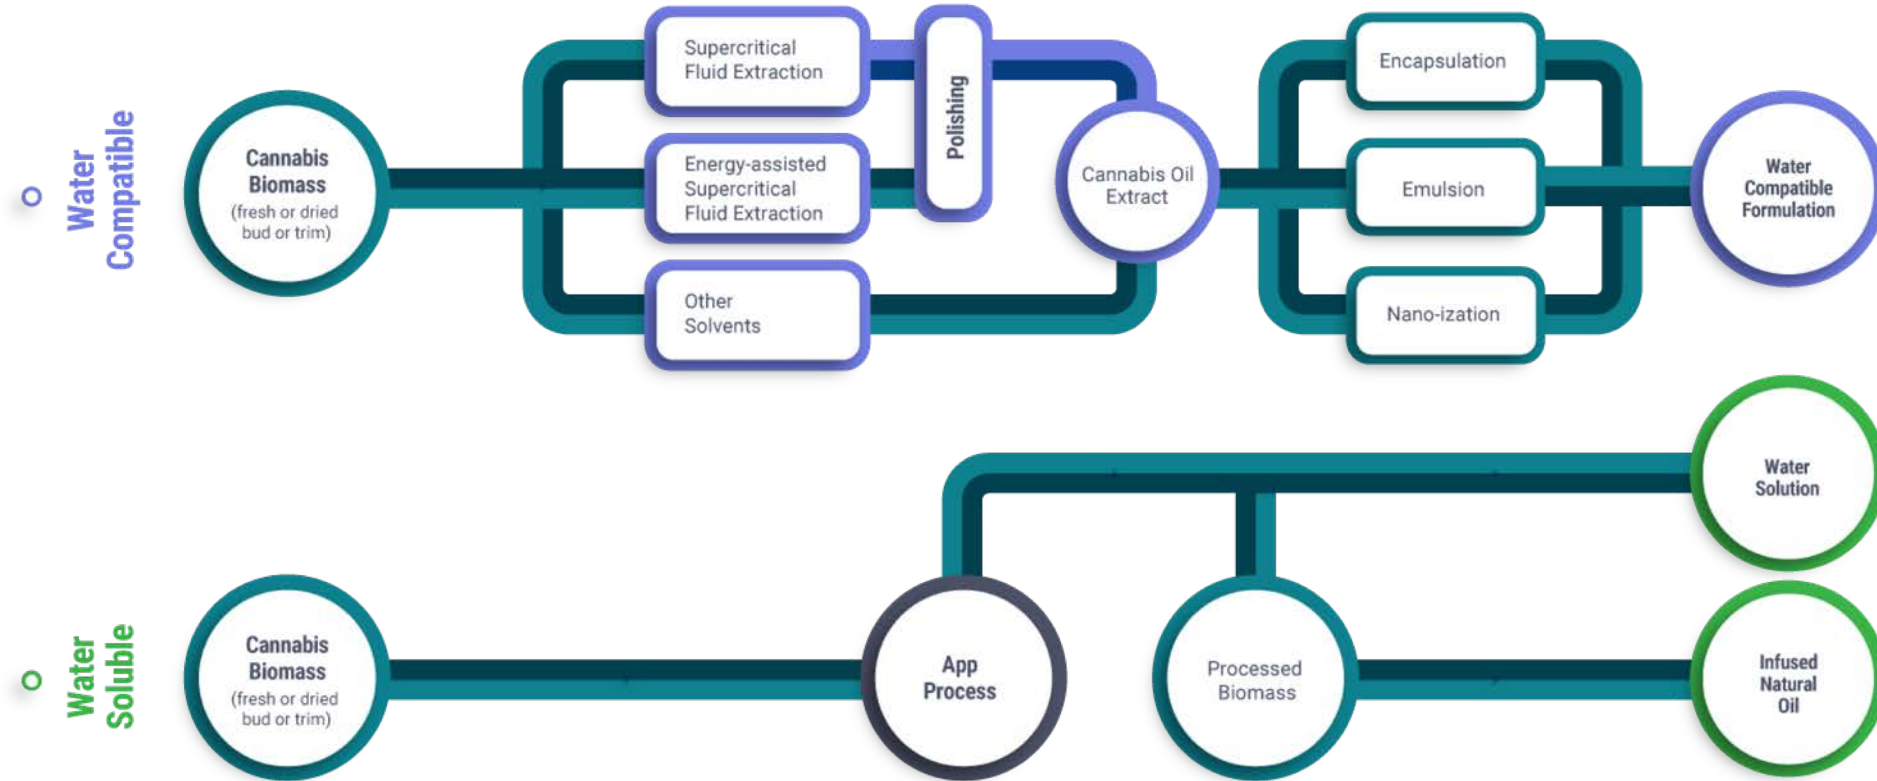 Water
Compatible
Cannabis
Biomass
(fresh or dried
bud or trim)
Supercritical
Fluid Extraction
Energy-assisted
Supercritical
Fluid Extraction
Other
Solvents
Polishing
Cannabis Oil
Extract
Encapsulation
Emulsion
Nano-ization
Water
Compatible
Formulation
Water
Soluble
Cannabis
Biomass
(fresh or dried
bud or trim)
App
Process
Processed
Biomass
Water
Solution
Infused
Natural
Oil